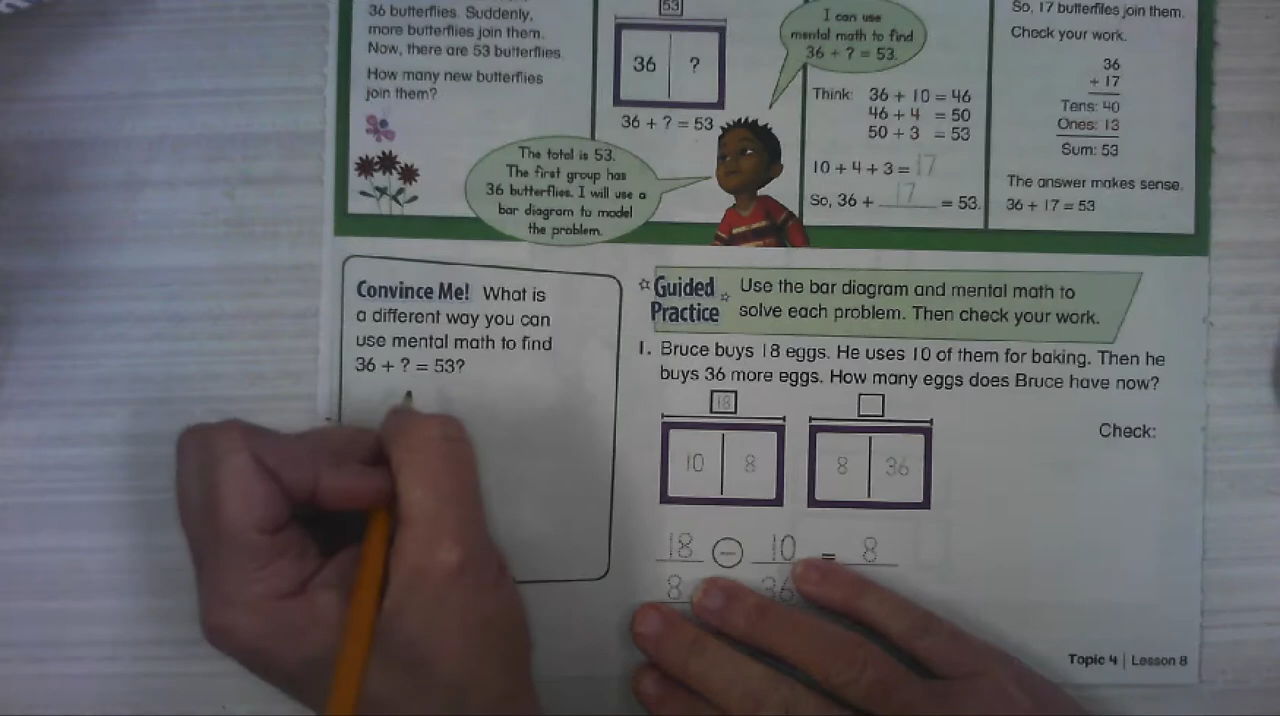 36 butterflies. Suddenly,
more butterflies join them.
Now, there are 53 butterflies.
How many new butterflies
join them?
53
36 ?
36 + ? = 53
The total is 53.
The first group has
36 butterflies. I will use a
bar diagram to model
the problem.
I can use
mental math to find
36 + ? = 53.
Think: 36 + 10 = 46
46 + 4 = 50
50 + 3 = 53
10 + 4 + 3 = 17
So, 36 + 17 = 53.
So, 17 butterflies join them.
Check your work.
36
+ 17
Tens: 40
Ones: 13
Sum: 53
The answer makes sense.
36 + 17 = 53
Convince Me! What is
a different way you can
use mental math to find
36 + ? = 53?
Guided
Practice
Use the bar diagram and mental math to
solve each problem. Then check your work.
1. Bruce buys 18 eggs. He uses 10 of them for baking. Then he
buys 36 more eggs. How many eggs does Bruce have now?
18
10 8
8 36
Check:
18 − 10 = 8
8 36
Topic 4 | Lesson 8